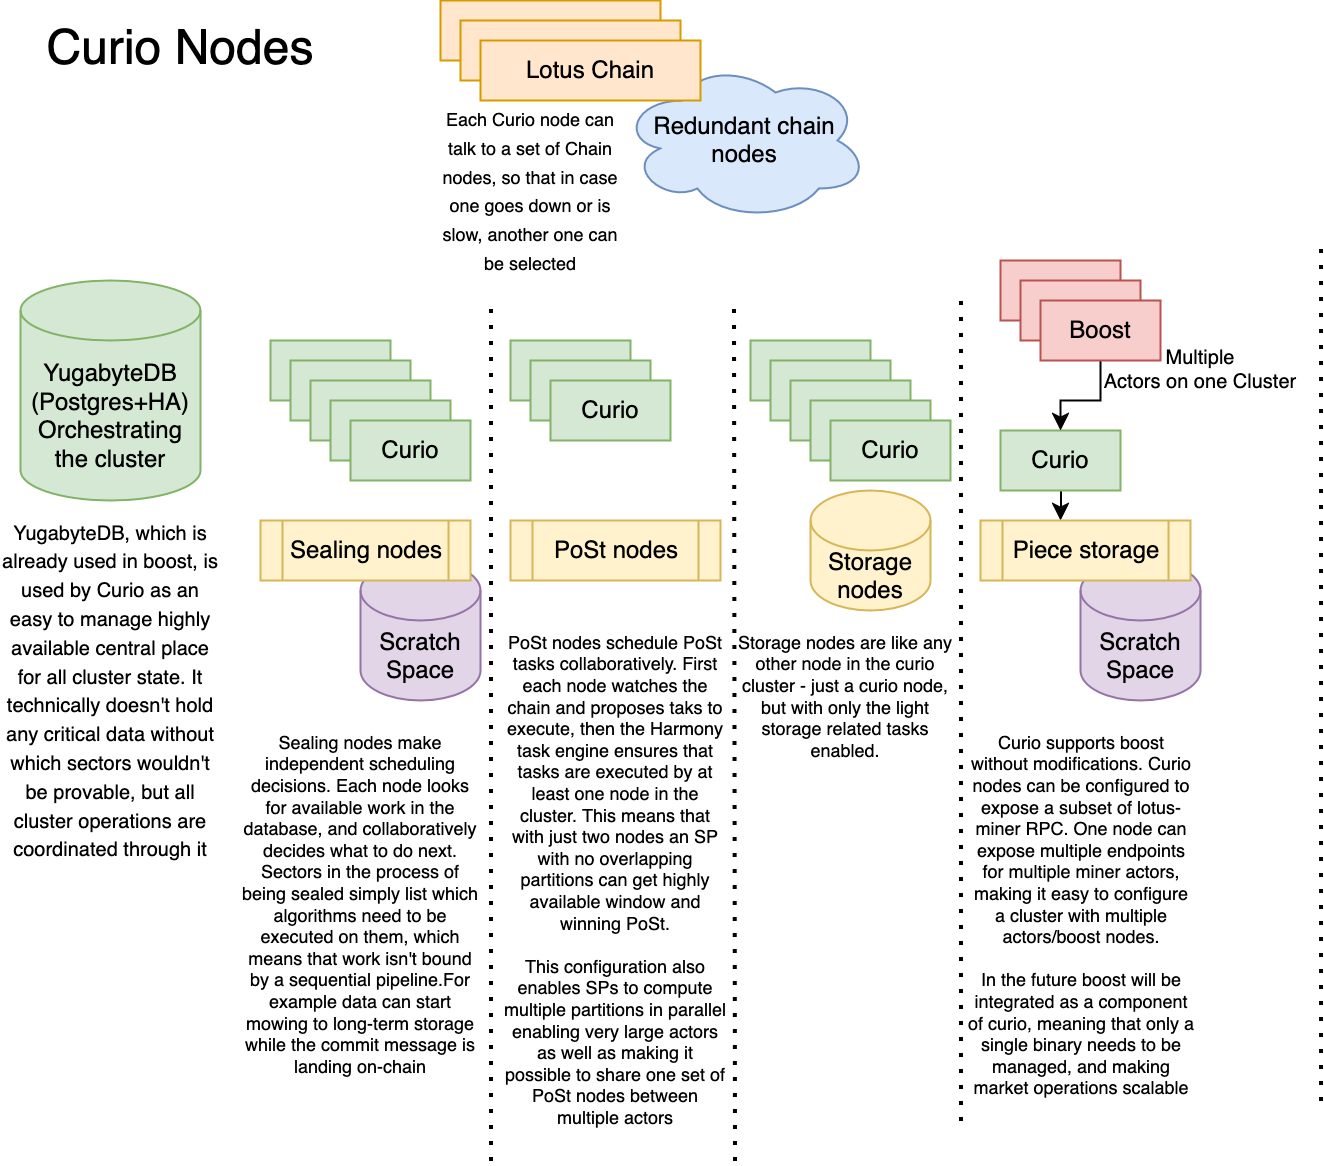 Curio Nodes
Lotus Chain
Redundant chain
nodes
Each Curio node can
talk to a set of Chain
nodes, so that in case
one goes down or is
slow, another one can
be selected
YugabyteDB
(Postgres+HA)
Orchestrating
the cluster
YugabyteDB, which is
already used in boost, is
used by Curio as an
easy to manage highly
available central place
for all cluster state. It
technically doesn't hold
any critical data without
which sectors wouldn't
be provable, but all
cluster operations are
coordinated through it
Curio
Sealing nodes
Scratch
Space
Sealing nodes make
independent scheduling
decisions. Each node looks
for available work in the
database, and collaboratively
decides what to do next.
Sectors in the process of
being sealed simply list which
algorithms need to be
executed on them, which
means that work isn't bound
by a sequential pipeline.For
example data can start
mowing to long-term storage
while the commit message is
landing on-chain
Curio
PoSt nodes
PoSt nodes schedule PoSt
tasks collaboratively. First
each node watches the
chain and proposes taks to
execute, then the Harmony
task engine ensures that
tasks are executed by at
least one node in the
cluster. This means that
with just two nodes an SP
with no overlapping
partitions can get highly
available window and
winning PoSt.
This configuration also
enables SPs to compute
multiple partitions in parallel
enabling very large actors
as well as making it
possible to share one set of
PoSt nodes between
multiple actors
Curio
Storage
nodes
Storage nodes are like any
other node in the curio
cluster - just a curio node,
but with only the light
storage related tasks
enabled.
Boost
Multiple
Actors on one Cluster
Curio
Piece storage
Scratch
Space
Curio supports boost
without modifications. Curio
nodes can be configured to
expose a subset of lotus-
miner RPC. One node can
expose multiple endpoints
for multiple miner actors,
making it easy to configure
a cluster with multiple
actors/boost nodes.
In the future boost will be
integrated as a component
of curio, meaning that only a
single binary needs to be
managed, and making
market operations scalable